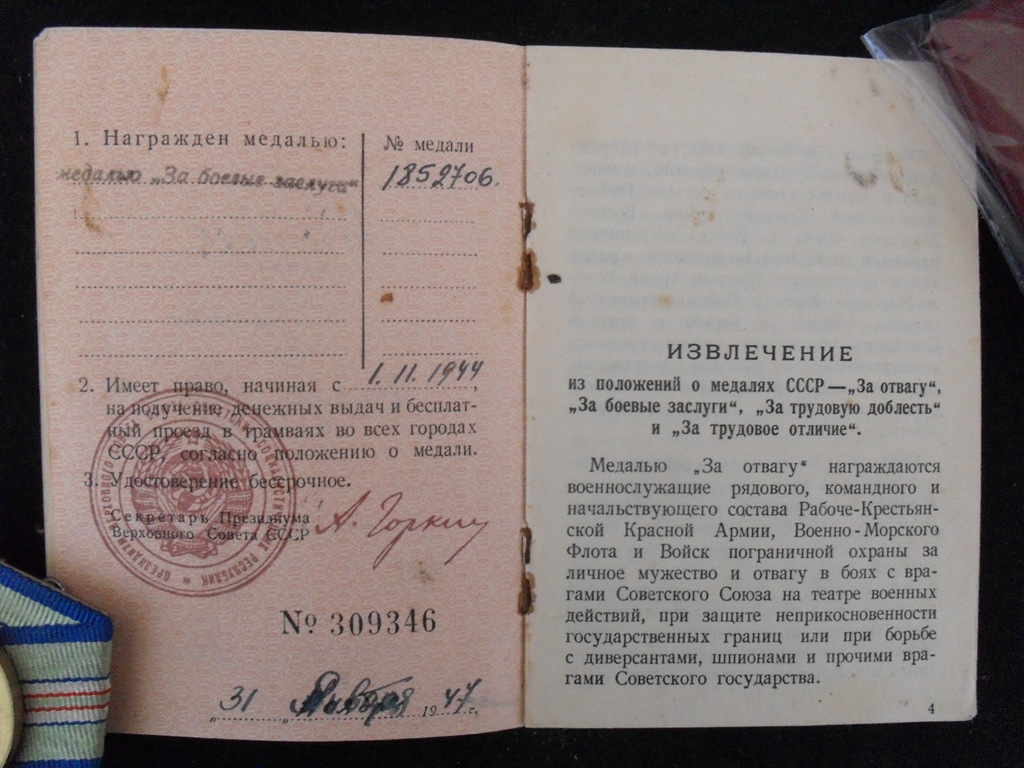 1. Награжден медалью:
№ медали
медалью „За боевые заслуги“
1852706.
2. Имеет право, начиная с 1. II. 1944,
на получение денежных выдач и бесплат-
ный проезд в трамваях во всех городах
СССР, согласно положению о медали.
3. Удостоверение бессрочное.
Секретарь Президиума
Верховного Совета СССР
А. Горкин
№ 309346
„31 „ Января 1947 г.
ИЗВЛЕЧЕНИЕ
из положений о медалях СССР—„За отвагу“,
„За боевые заслуги“, „За трудовую доблесть“
и „За трудовое отличие“.
Медалью „За отвагу“ награждаются
военнослужащие рядового, командного и
начальствующего состава Рабоче-Крестьян-
ской Красной Армии, Военно-Морского
Флота и Войск пограничной охраны за
личное мужество и отвагу в боях с вра-
гами Советского Союза на театре военных
действий, при защите неприкосновенности
государственных границ или при борьбе
с диверсантами, шпионами и прочими вра-
гами Советского государства.
4